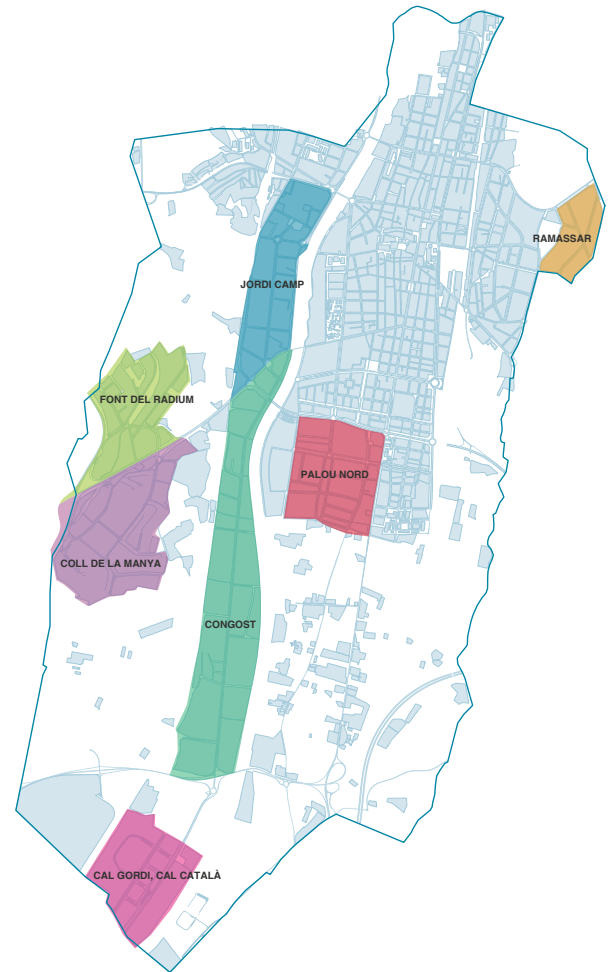 RAMASSAR
JORDI CAMP
FONT DEL RADIUM
PALOU NORD
COLL DE LA MANYA
CONGOST
CAL GORDI, CAL CATALÀ